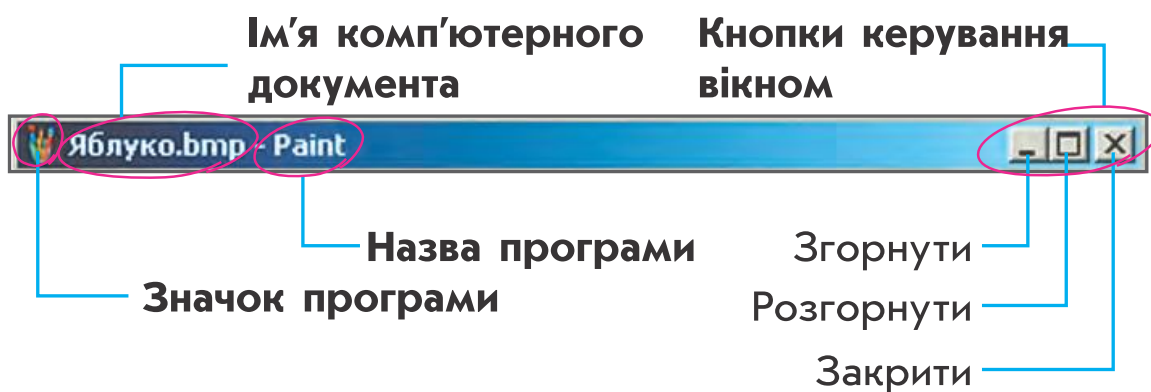 Ім’я комп’ютерного
документа
Кнопки керування
вікном
Яблуко.bmp - Paint
Назва програми
Значок програми
Згорнути
Розгорнути
Закрити